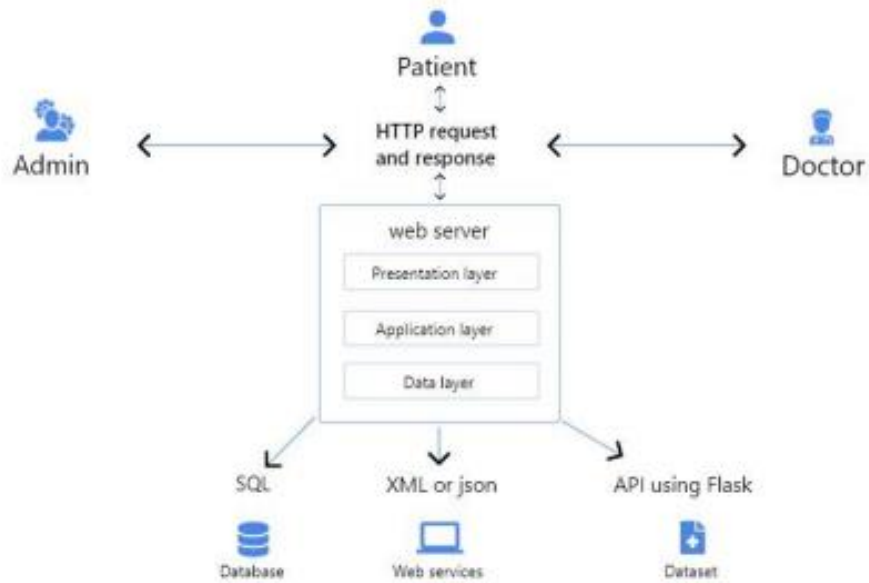 Patient
Admin
HTTP request
and response
Doctor
web server
Presentation layer
Application layer
Data layer
SQL
XML or json
API using Flask
Database
Web services
Dataset